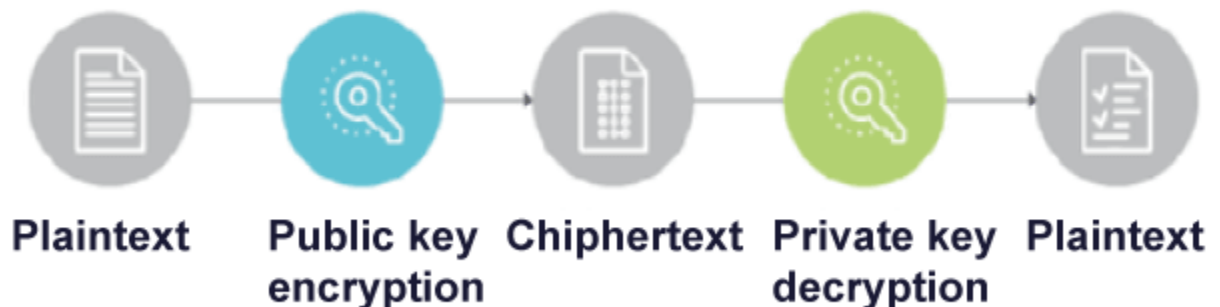 Plaintext
Public key
encryption
Chiphertext
Private key
decryption
Plaintext